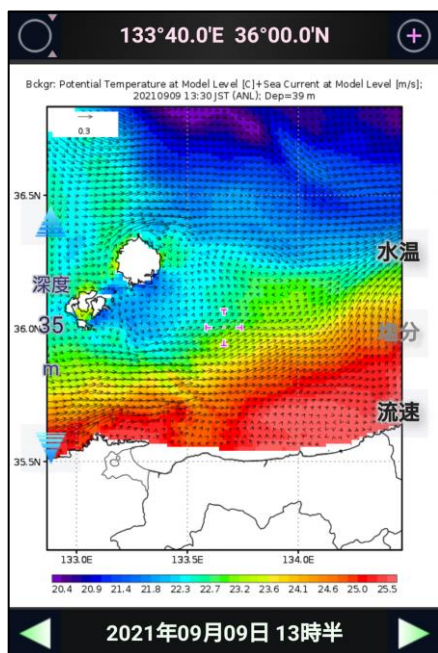 133°40.0'E 36°00.0'N
Bckgr: Potential Temperature at Model Level [C]+Sea Current at Model Level [m/s];
20210909 13:30 JST (ANL); Dep=39 m
0.3
36.5N
水温
深度
35
36.0N
塩分
m
流速
35.5N
133.0E 133.5E 134.0E
20.4 20.9 21.4 21.8 22.3 22.7 23.2 23.6 24.1 24.6 25.0 25.5
2021年09月09日 13時半